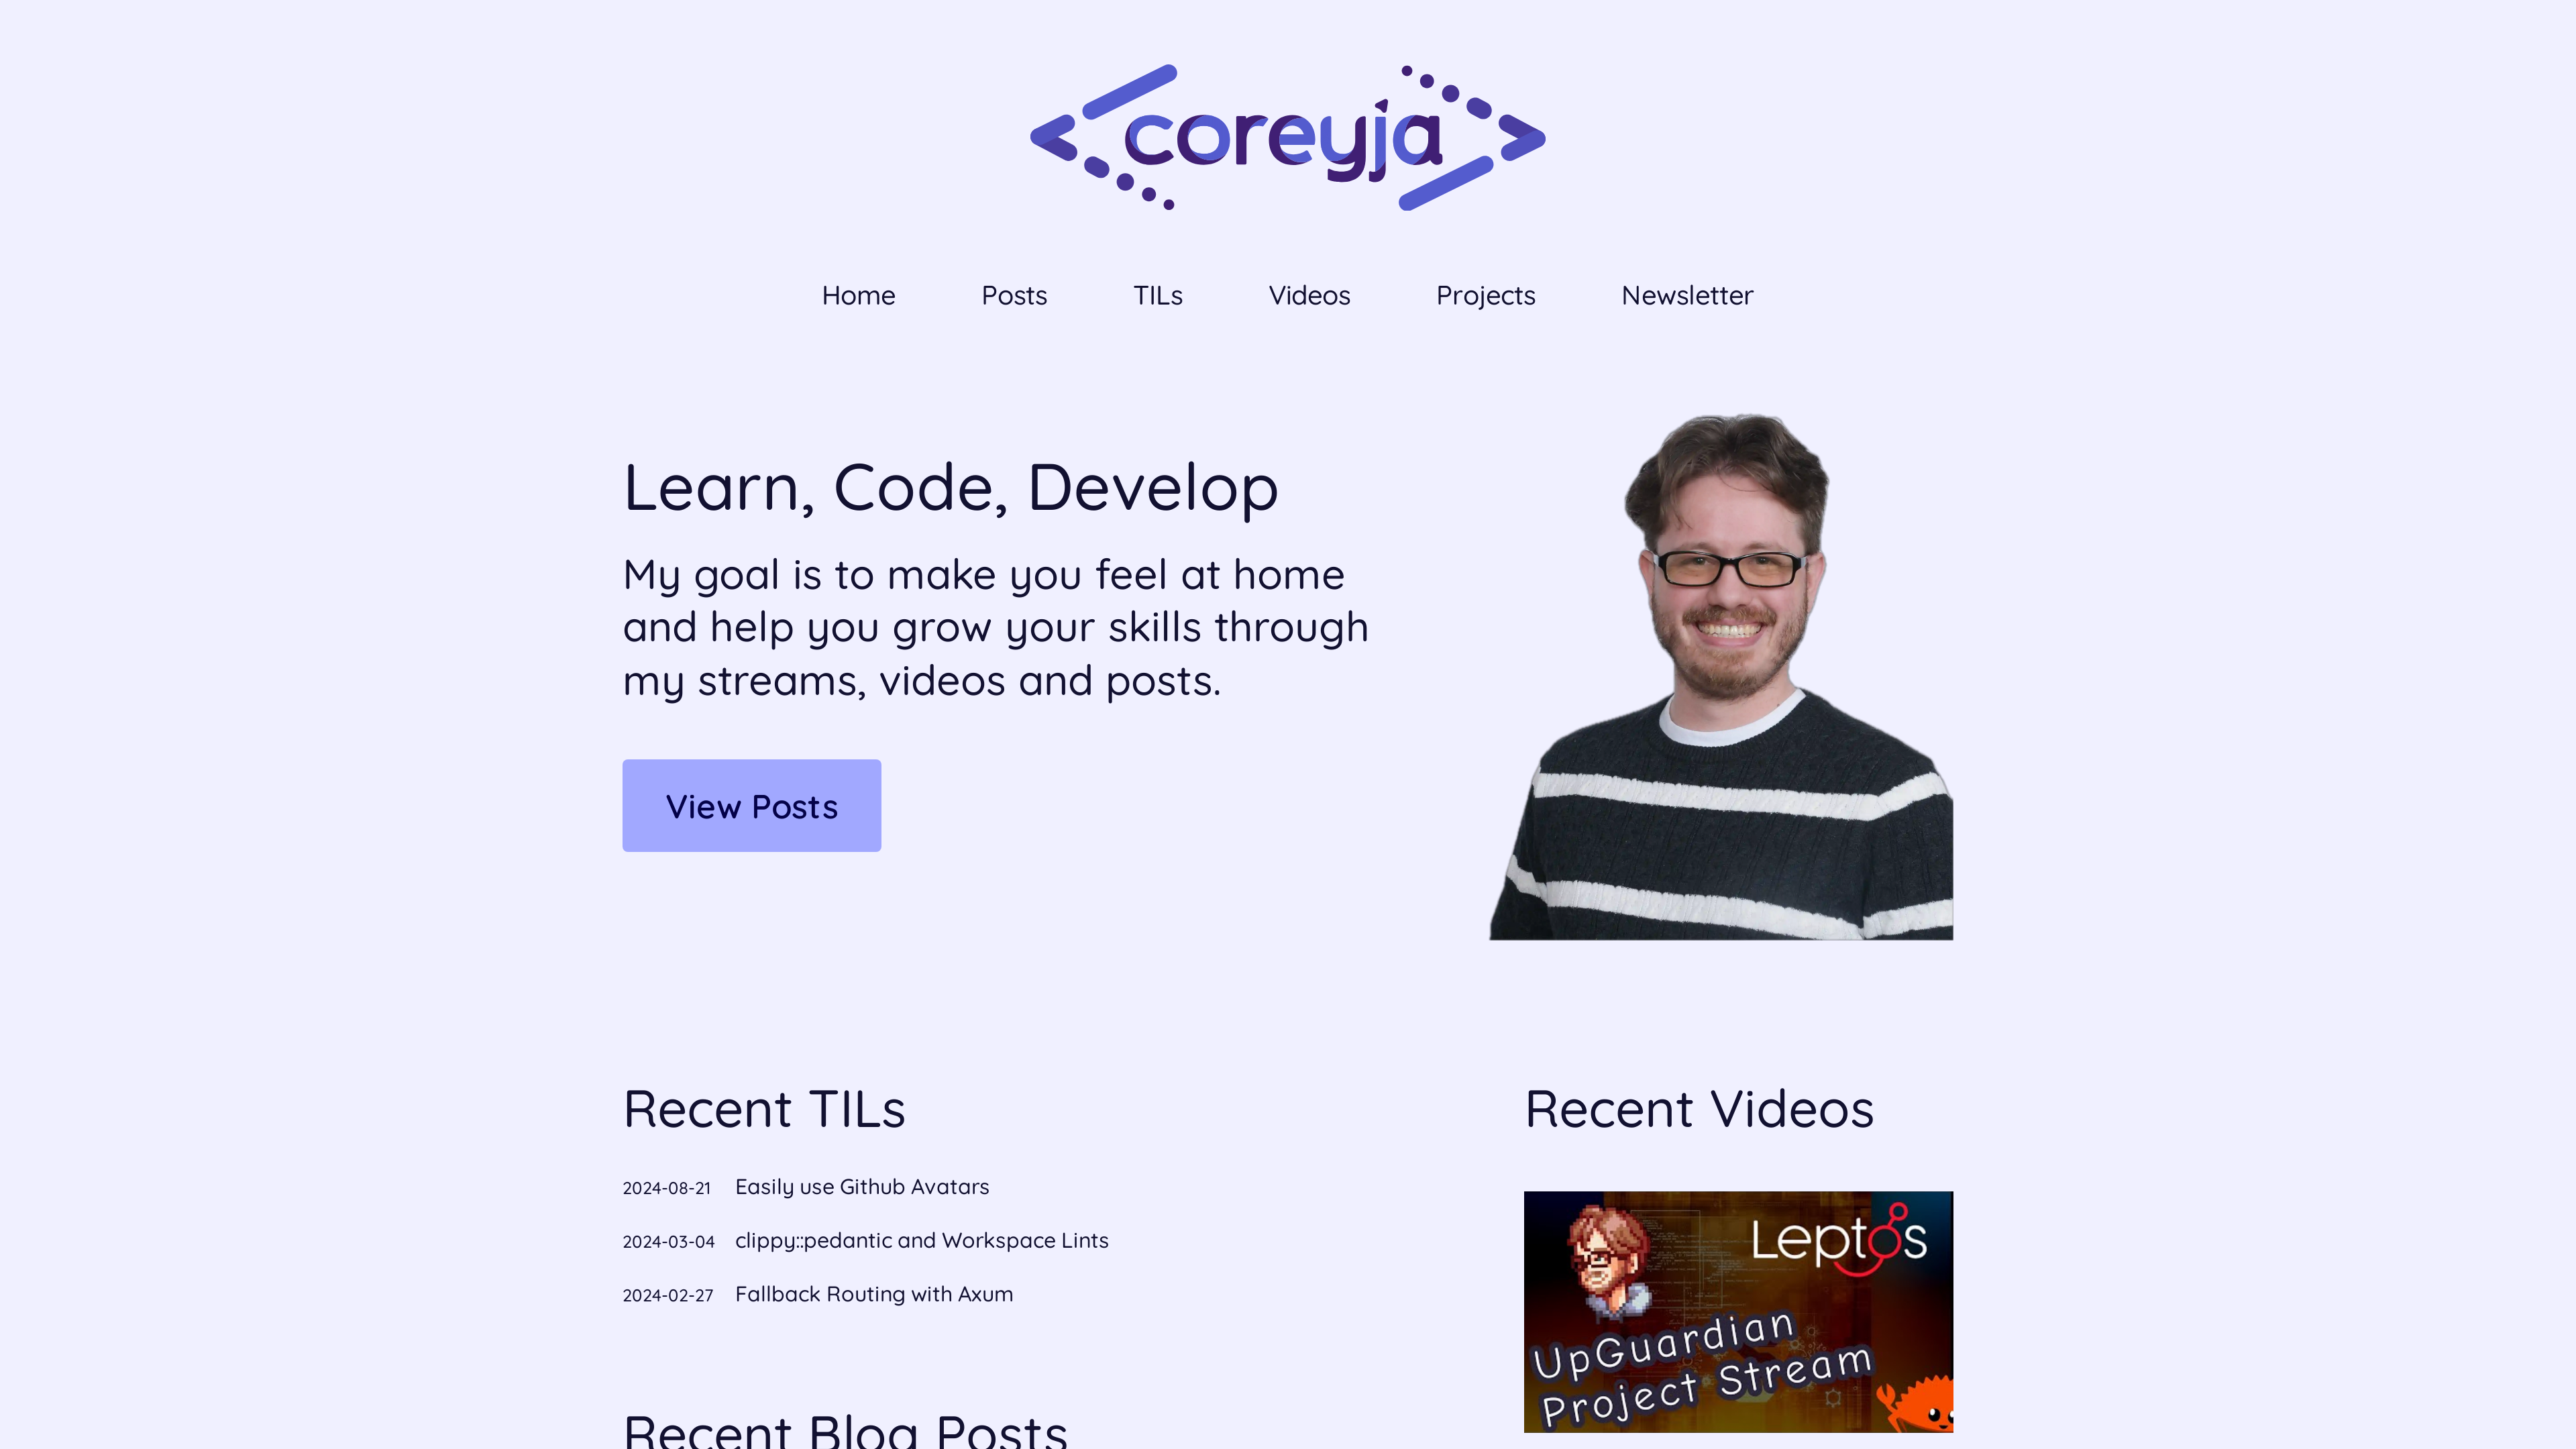 coreyja
Home Posts TILs Videos Projects Newsletter
Learn, Code, Develop
My goal is to make you feel at home
and help you grow your skills through
my streams, videos and posts.
View Posts
Recent TILs
2024-08-21 Easily use Github Avatars
2024-03-04 clippy::pedantic and Workspace Lints
2024-02-27 Fallback Routing with Axum
Recent Blog Posts
Recent Videos
Leptos
UpGuardian
Project Stream